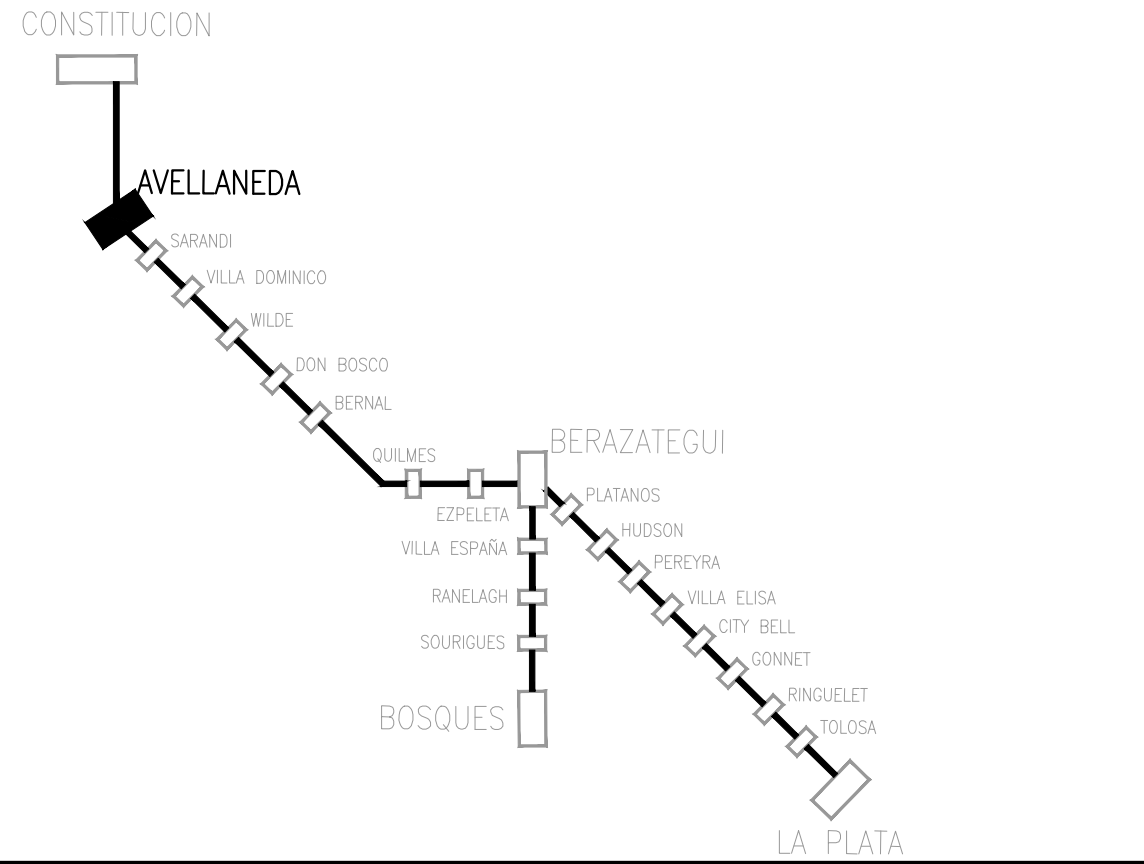 CONSTITUCION
AVELLANEDA
SARANDI
VILLA DOMINICO
WILDE
DON BOSCO
BERNAL
QUILMES
EZPELETA
BERAZATEGUI
VILLA ESPAÑA
RANELAGH
SOURIGUES
BOSQUES
PLATANOS
HUDSON
PEREYRA
VILLA ELISA
CITY BELL
GONNET
RINGUELET
TOLOSA
LA PLATA